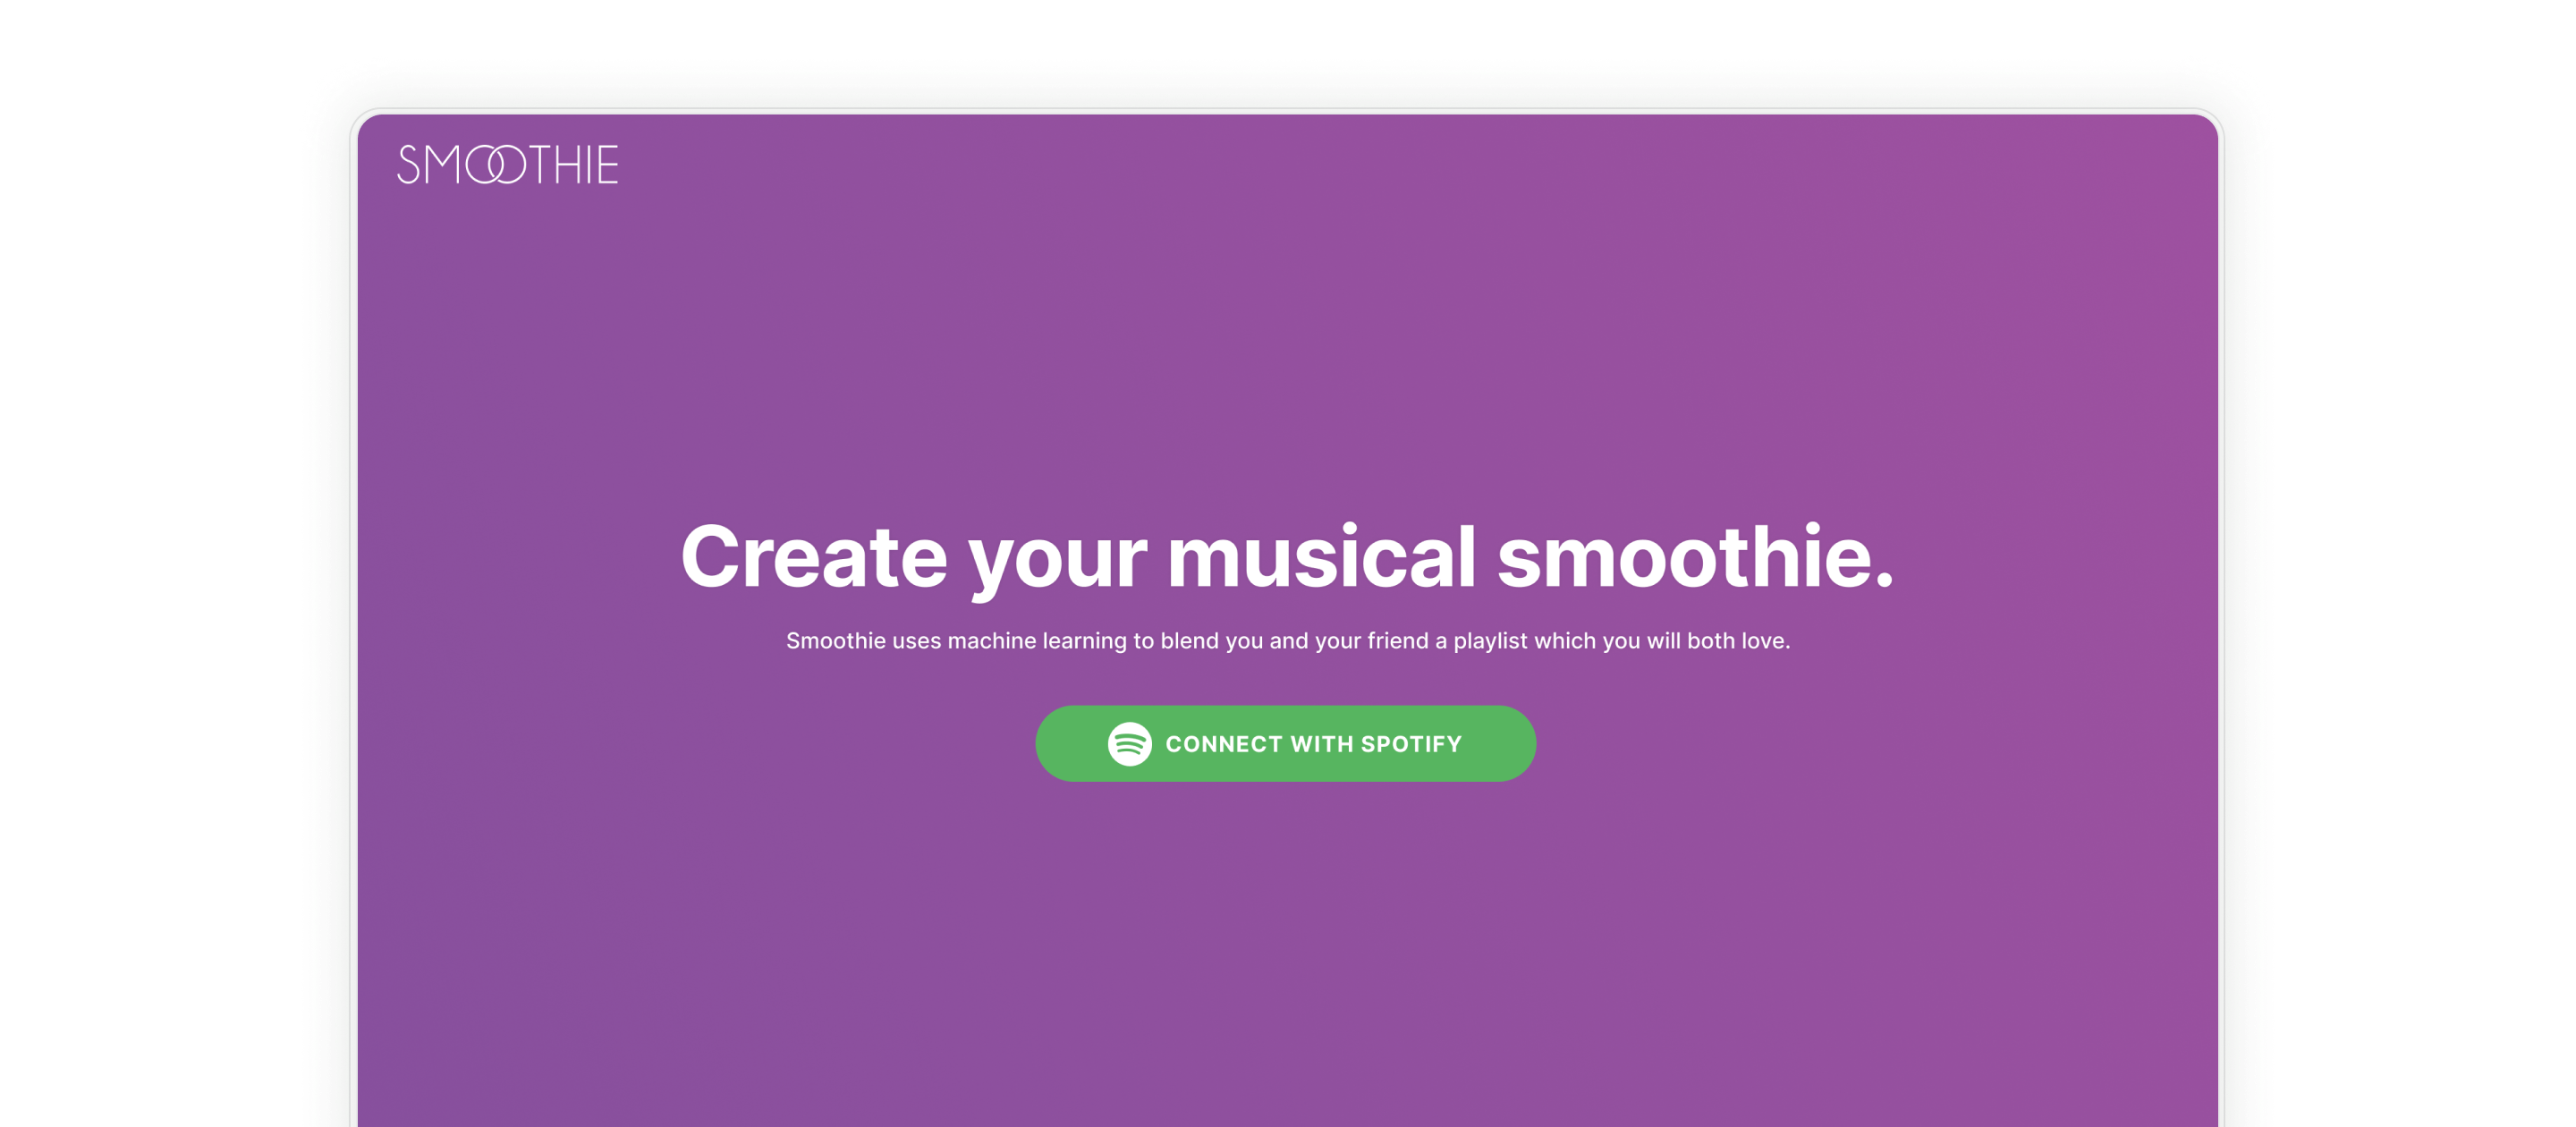 SMOOTHIE
Create your musical smoothie.
Smoothie uses machine learning to blend you and your friend a playlist which you will both love.
CONNECT WITH SPOTIFY